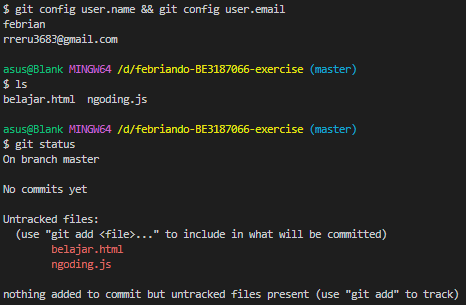 $ git config user.name && git config user.email
febrian
rreru3683@gmail.com
asus@Blank MINGW64 /d/febriando-BE3187066-exercise (master)
$ ls
belajar.html  ngoding.js
asus@Blank MINGW64 /d/febriando-BE3187066-exercise (master)
$ git status
On branch master
No commits yet
Untracked files:
  (use "git add <file>..." to include in what will be committed)
        belajar.html
        ngoding.js
nothing added to commit but untracked files present (use "git add" to track)